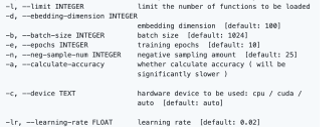 -l, --limit INTEGER limit the number of functions to be loaded
-d, --ebedding-dimension INTEGER
embedding dimension [default: 100]
-b, --batch-size INTEGER batch size [default: 1024]
-e, --epochs INTEGER training epochs [default: 10]
-n, --neg-sample-num INTEGER negative sampling amount [default: 25]
-a, --calculate-accuracy whether calculate accuracy ( will be
significantly slower )
-c, --device TEXT hardware device to be used: cpu / cuda /
auto [default: auto]
-lr, --learning-rate FLOAT learning rate [default: 0.02]